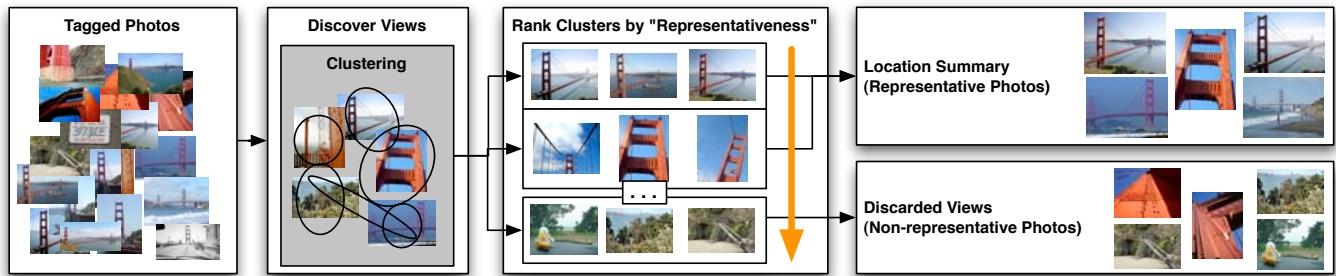 Tagged Photos
Discover Views
Clustering
Rank Clusters by "Representativeness"
. . .
Location Summary
(Representative Photos)
Discarded Views
(Non-representative Photos)